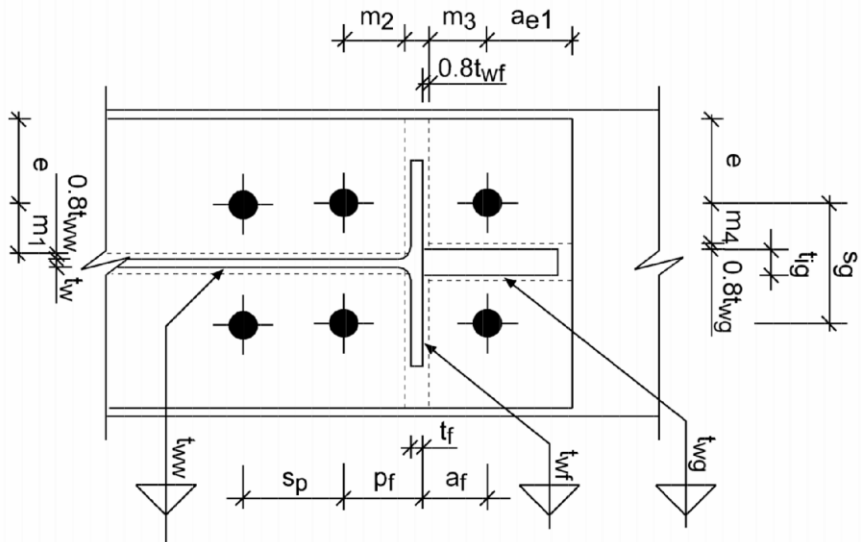 m2 m3 ae1
0.8twf
e
0.8tww
m1
tw
e
m4
0.8twg
tig
sg
tww
tf
twf
twg
sp pf af